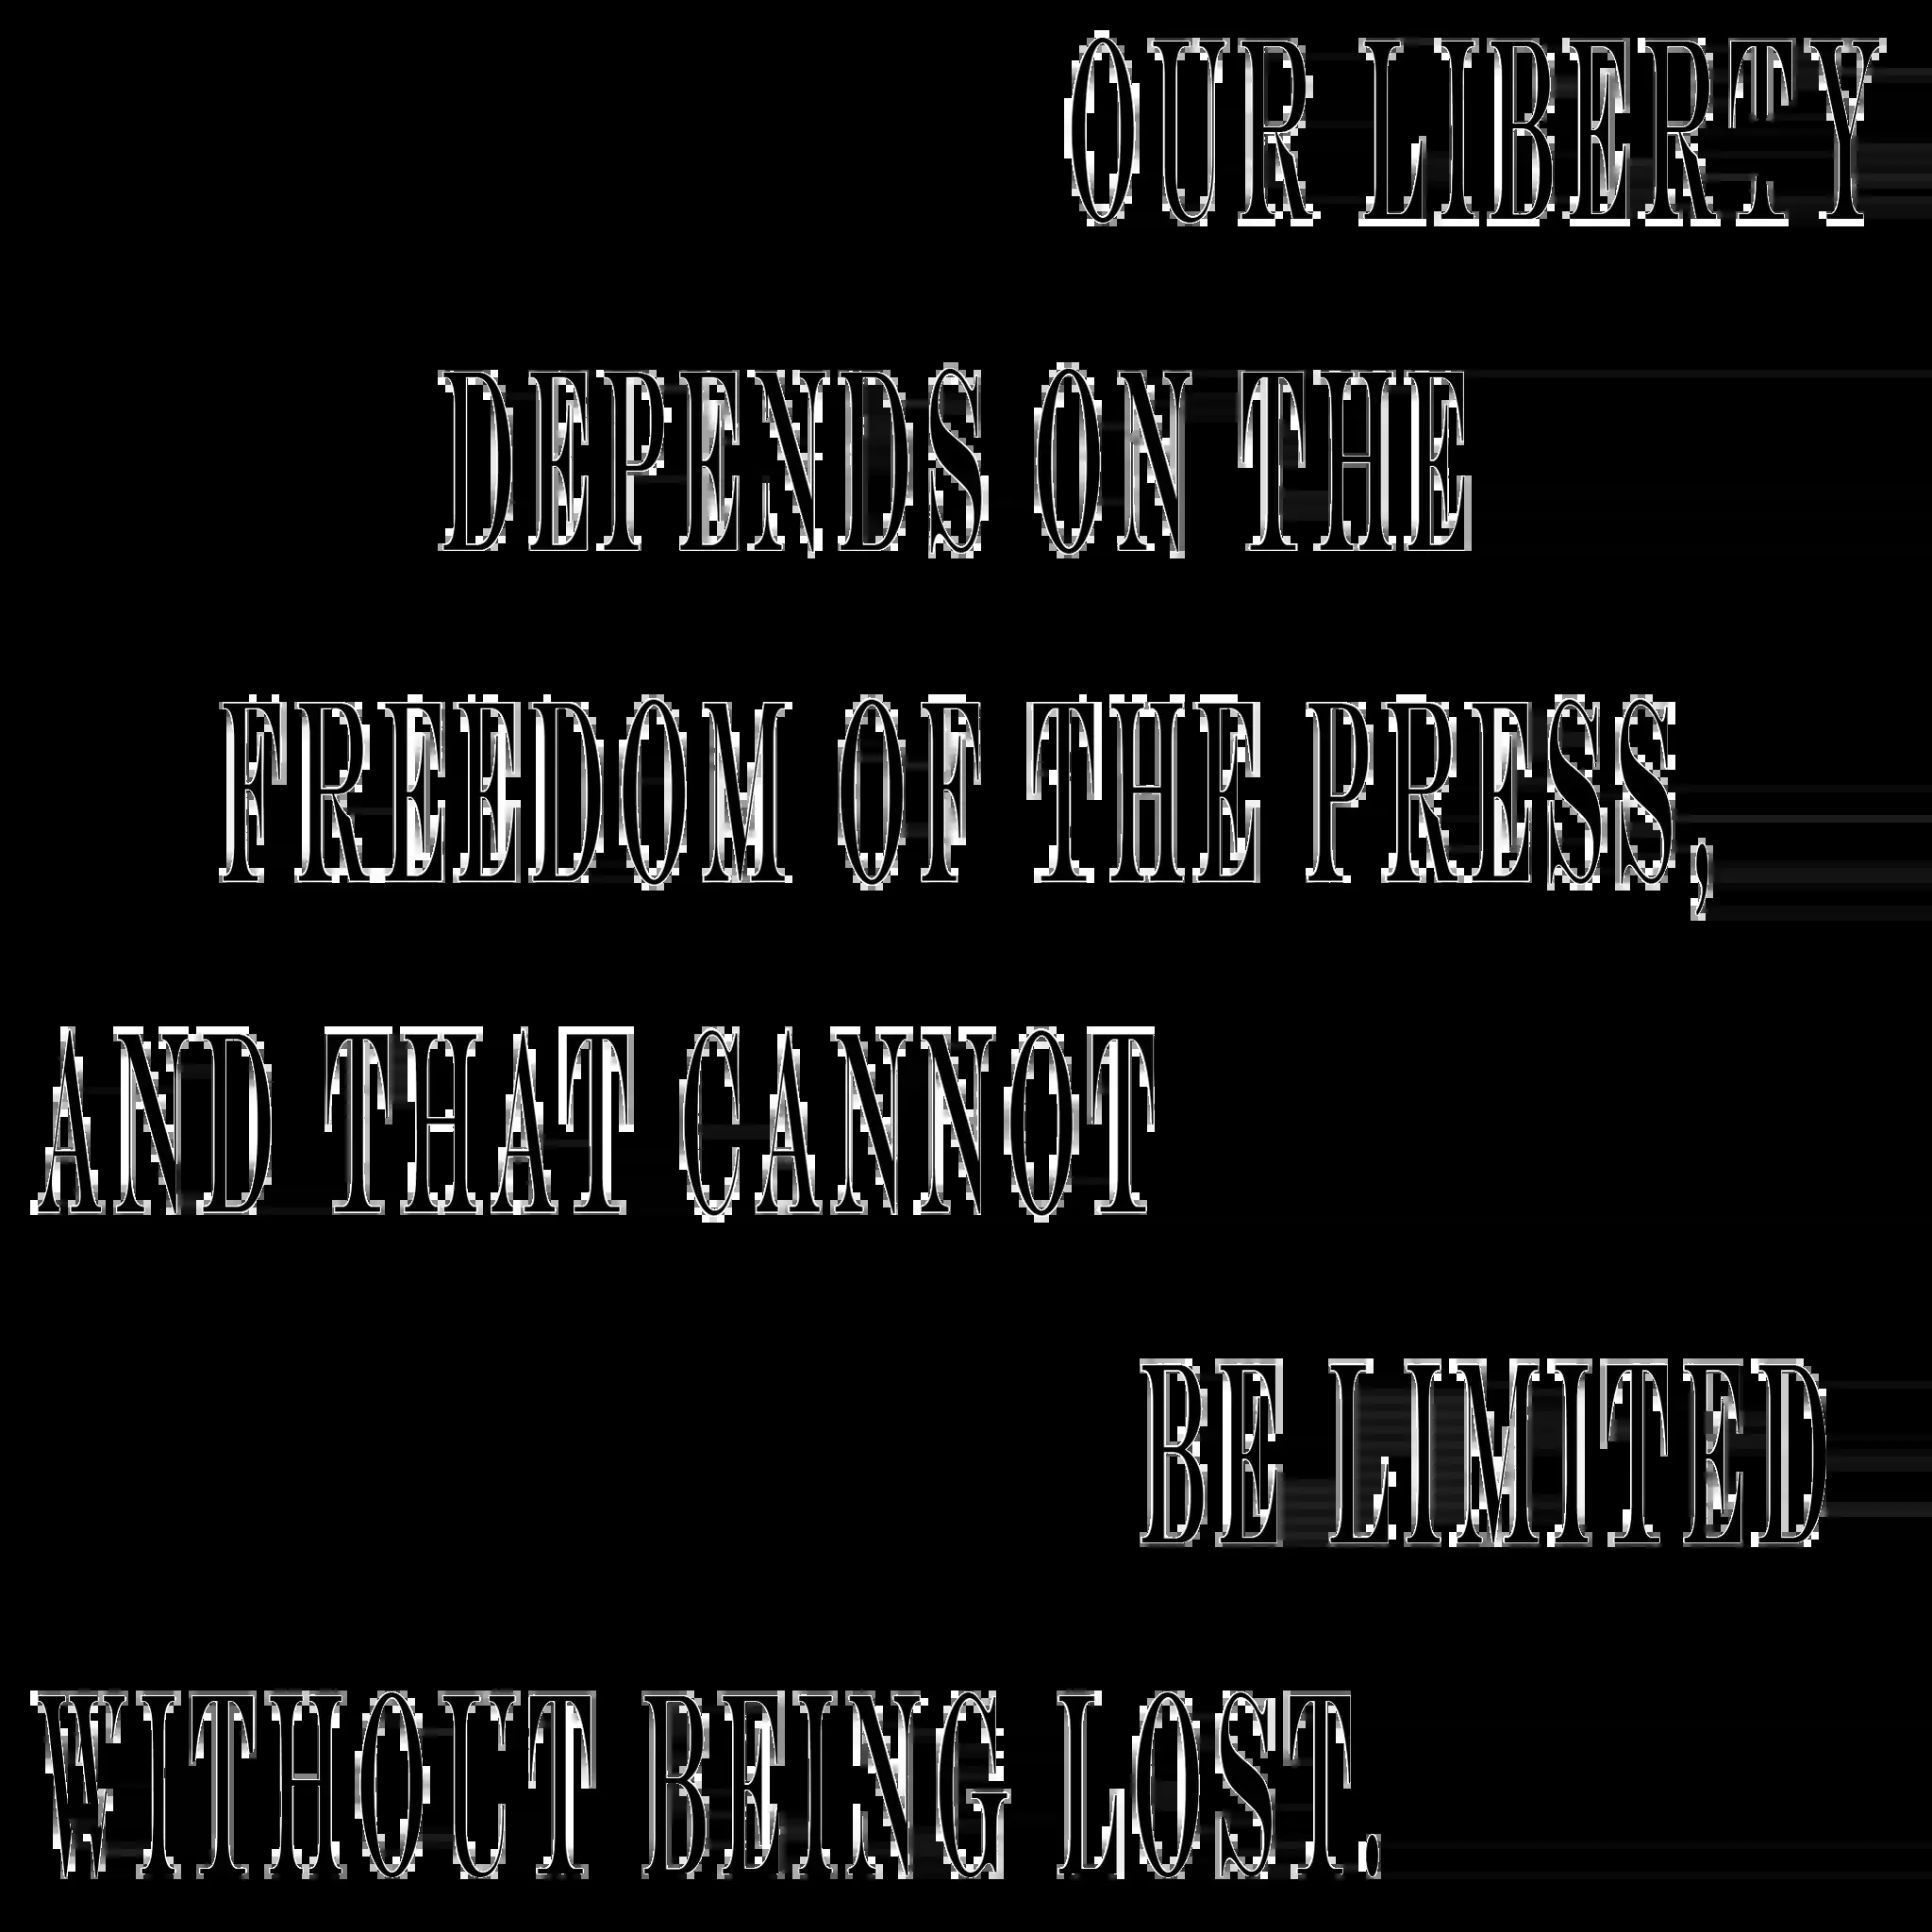 OUR LIBERTY
DEPENDS ON THE
FREEDOM OF THE PRESS,
AND THAT CANNOT
BE LIMITED
WITHOUT BEING LOST.